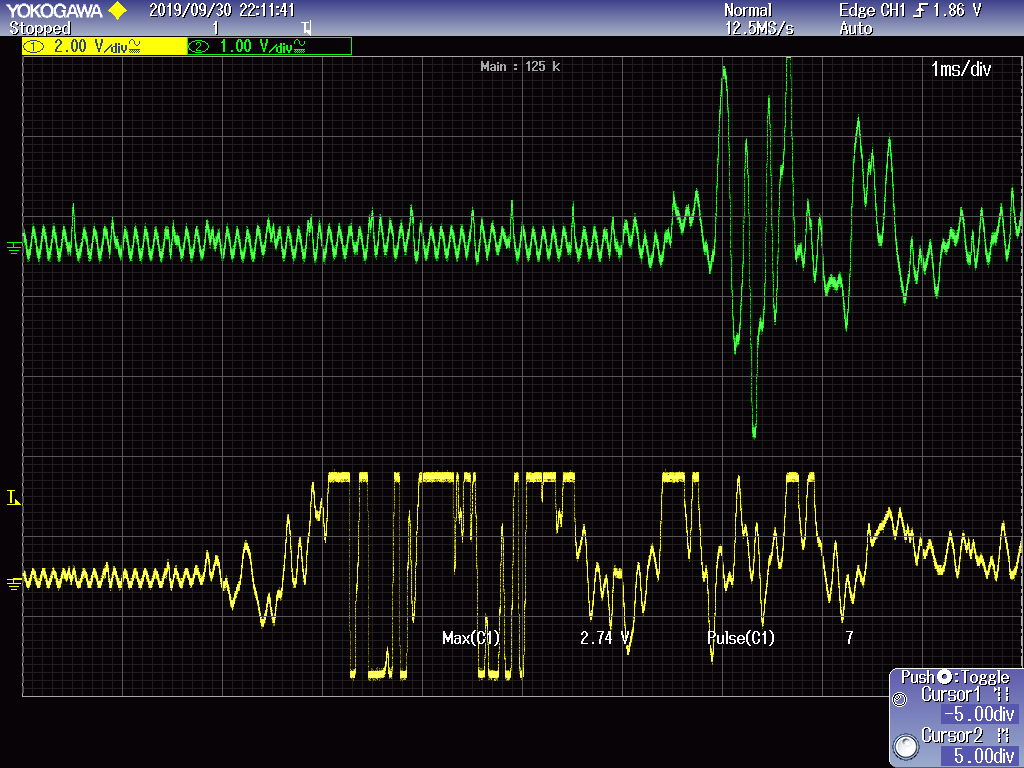 YOKOGAWA 2019/09/30 22:11:41 Normal Edge CH1 1.86 V
Stopped 1 12.5MS/s Auto
1 2.00 V/div 2 1.00 V/div
Main : 125 k 1ms/div
T
Max(C1) 2.74 V Pulse(C1) 7
Push :Toggle
Cursor1
-5.00div
Cursor2
5.00div